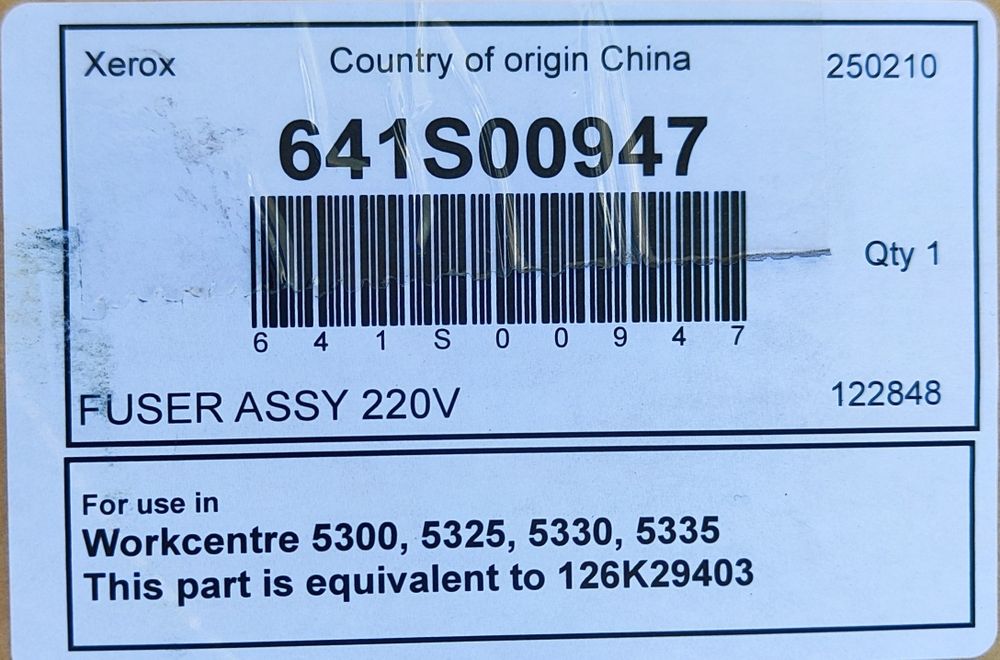 Xerox Country of origin China 250210
641S00947
Qty 1
6 4 1 S 0 0 9 4 7
FUSER ASSY 220V 122848
For use in
Workcentre 5300, 5325, 5330, 5335
This part is equivalent to 126K29403